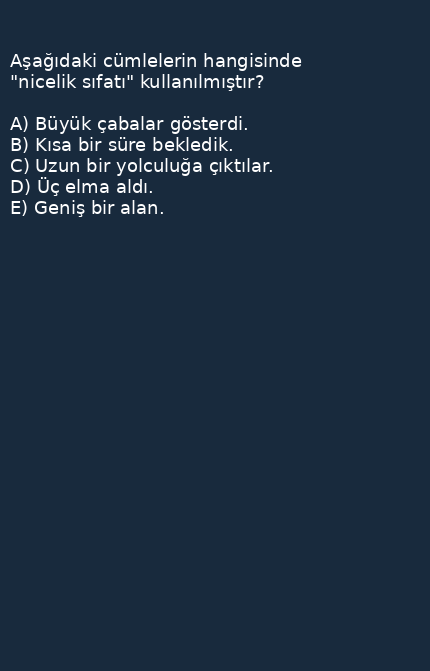 Aşağıdaki cümlelerin hangisinde
"nicelik sıfatı" kullanılmıştır?
A) Büyük çabalar gösterdi.
B) Kısa bir süre bekledik.
C) Uzun bir yolculuğa çıktılar.
D) Üç elma aldı.
E) Geniş bir alan.